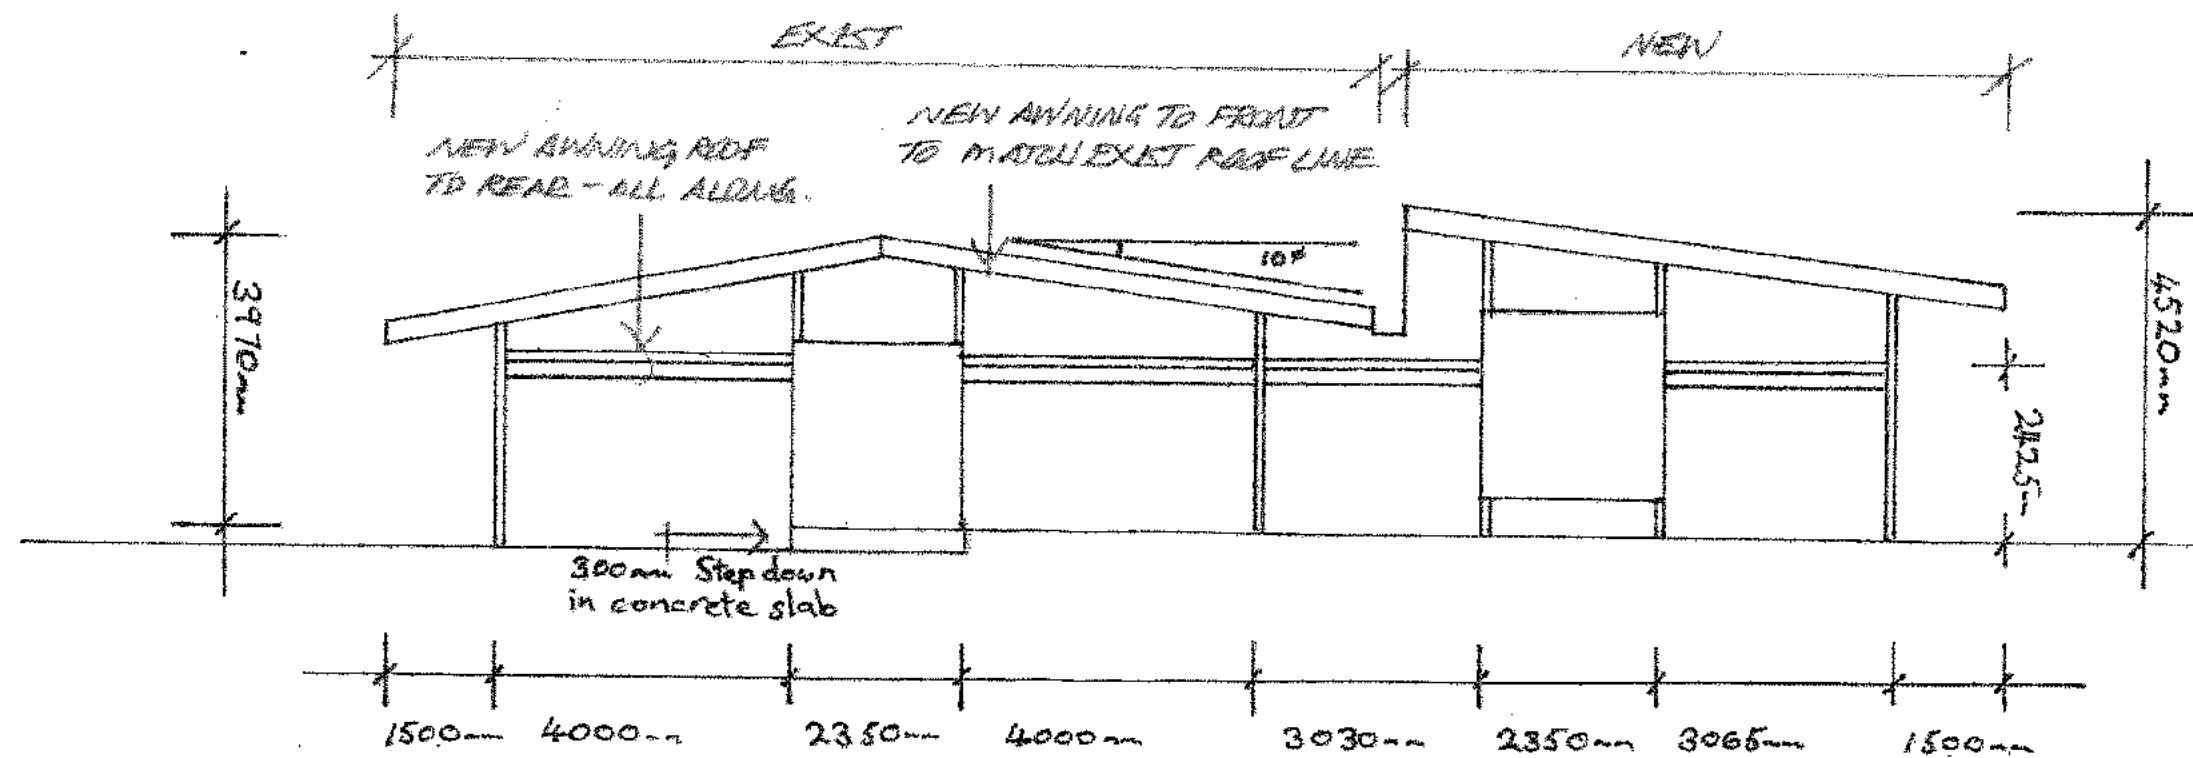 EXIST
NEW
NEW AWNING TO FRONT
TO MATCH EXIST ROOF LINE
NEW AWNING ROOF
TO REAR - ALL ALONG.
10°
3970mm
4520mm
2425mm
300mm Step down
in concrete slab
1500mm 4000mm 2350mm 4000mm 3030mm 2350mm 3065mm 1500mm